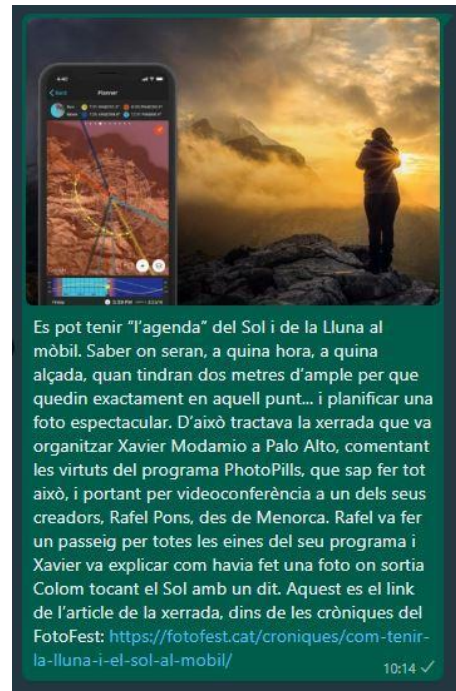 4:40
Back
Planner
Es pot tenir “l’agenda” del Sol i de la Lluna al
mòbil. Saber on seran, a quina hora, a quina
alçada, quan tindran dos metres d’ample per que
quedin exactament en aquell punt... i planificar una
foto espectacular. D’això tractava la xerrada que va
organitzar Xavier Modamio a Palo Alto, comentant
les virtuts del programa PhotoPills, que sap fer tot
això, i portant per videoconferència a un dels seus
creadors, Rafel Pons, des de Menorca. Rafel va fer
un passeig per totes les eines del seu programa i
Xavier va explicar com havia fet una foto on sortia
Colom tocant el Sol amb un dit. Aquest es el link
de l’article de la xerrada, dins de les cròniques del
FotoFest: https://fotofest.cat/croniques/com-tenir-
la-lluna-i-el-sol-al-mobil/
10:14